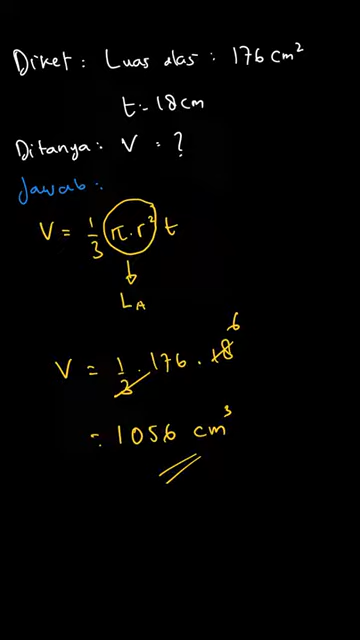 Diket : Luas alas : 176 cm²
t = 18 cm
Ditanya : V = ?
Jawab :
V = 1/3 π . r² t
LA
V = 1/3 . 176 . 18 6
= 1056 cm³